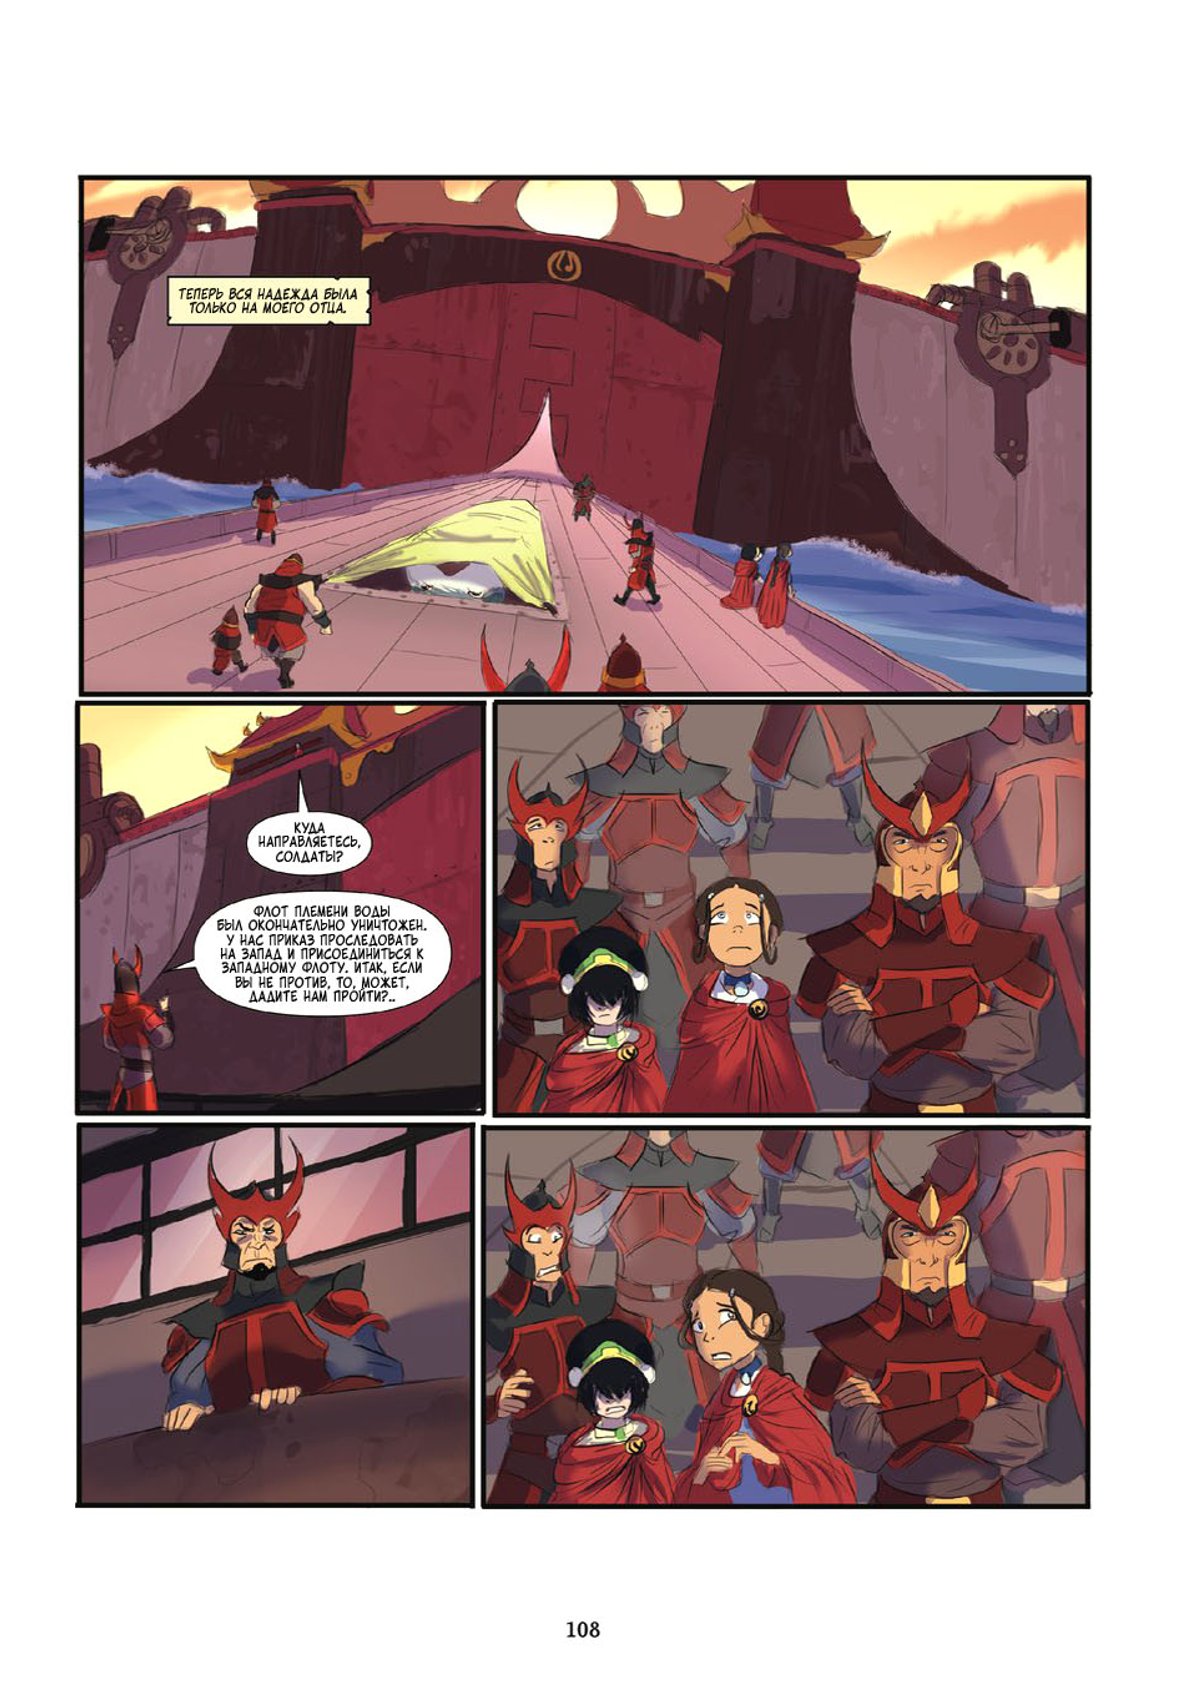 ТЕПЕРЬ ВСЯ НАДЕЖДА БЫЛА
ТОЛЬКО НА МОЕГО ОТЦА.
КУДА
НАПРАВЛЯЕТЕСЬ,
СОЛДАТЫ?
ФЛОТ ПЛЕМЕНИ ВОДЫ
БЫЛ ОКОНЧАТЕЛЬНО УНИЧТОЖЕН.
У НАС ПРИКАЗ ПРОСЛЕДОВАТЬ
НА ЗАПАД И ПРИСОЕДИНИТЬСЯ К
ЗАПАДНОМУ ФЛОТУ. ИТАК, ЕСЛИ
ВЫ НЕ ПРОТИВ, ТО, МОЖЕТ,
ДАДИТЕ НАМ ПРОЙТИ?..
108